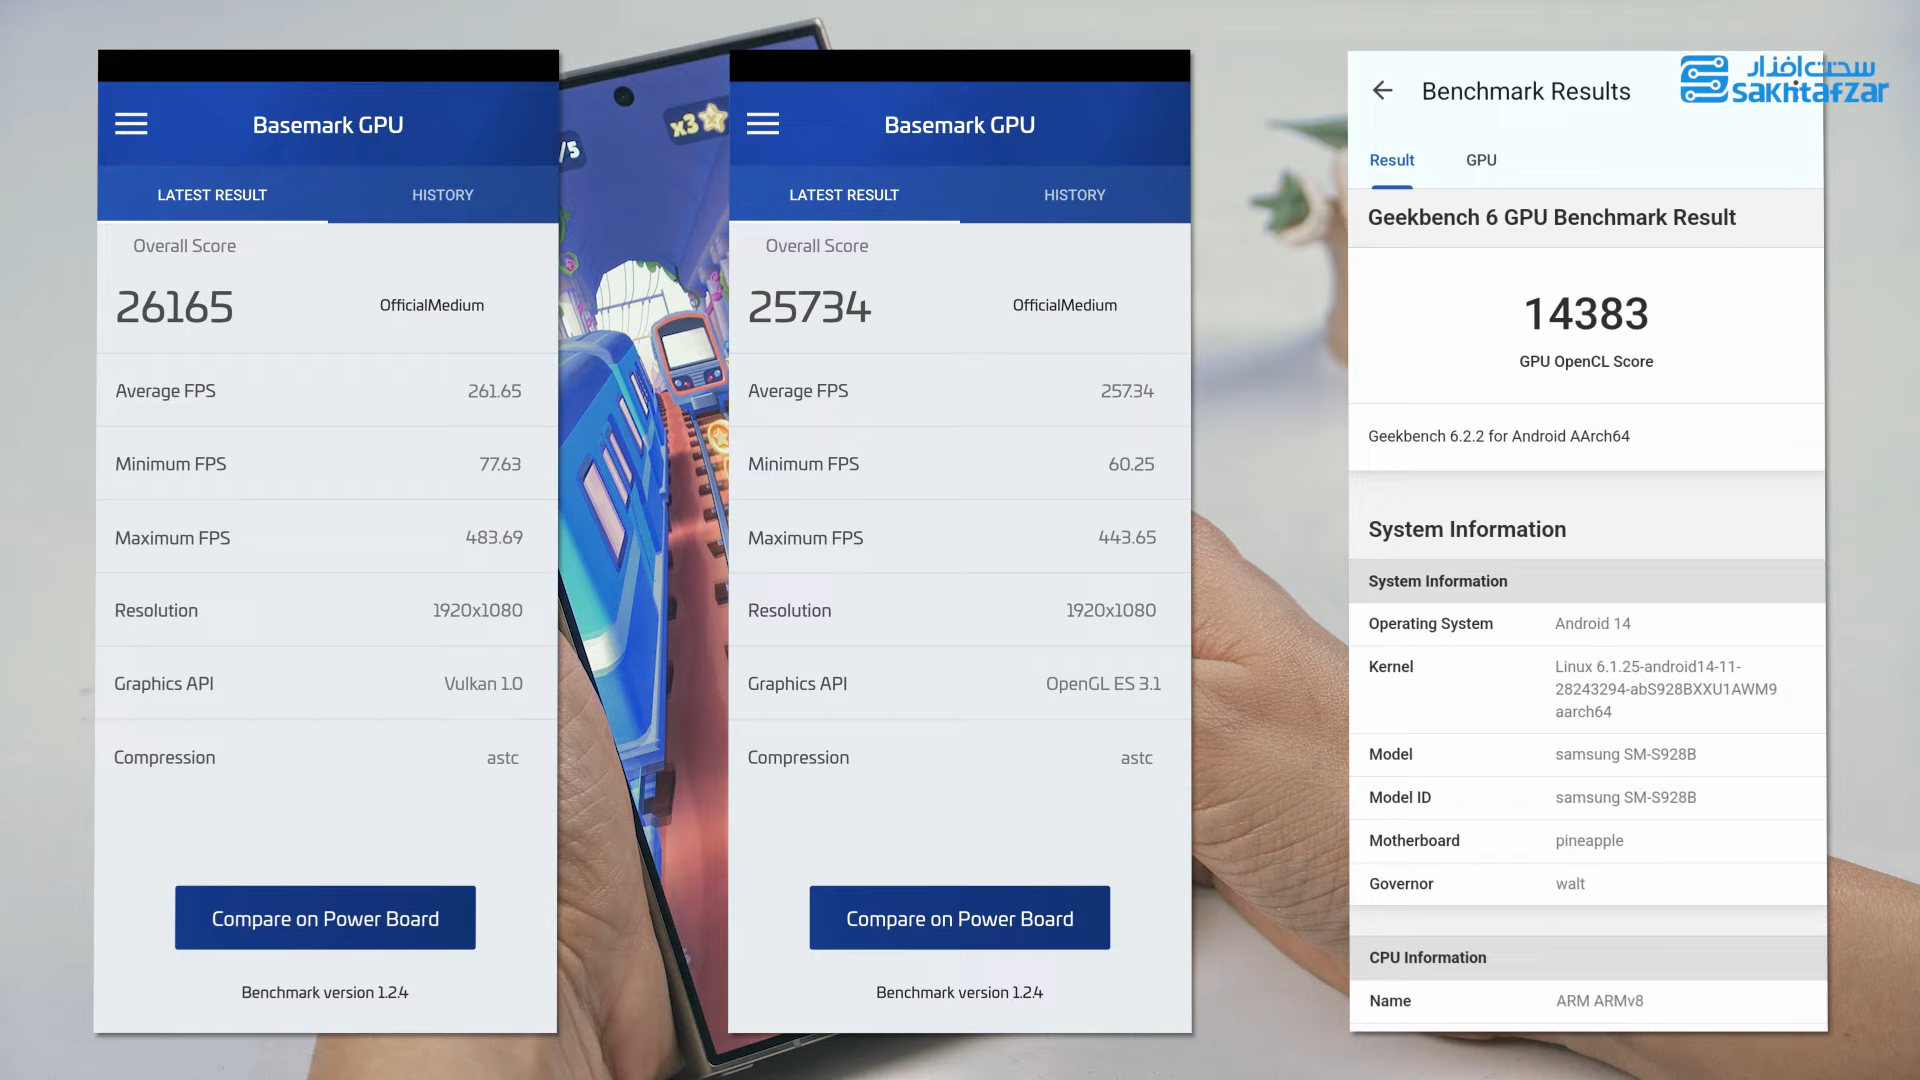 Basemark GPU
LATEST RESULT
HISTORY
Overall Score
26165
OfficialMedium
Average FPS
261.65
Minimum FPS
77.63
Maximum FPS
483.69
Resolution
1920x1080
Graphics API
Vulkan 1.0
Compression
astc
Compare on Power Board
Benchmark version 1.2.4
/5
x3
Basemark GPU
LATEST RESULT
HISTORY
Overall Score
25734
OfficialMedium
Average FPS
257.34
Minimum FPS
60.25
Maximum FPS
443.65
Resolution
1920x1080
Graphics API
OpenGL ES 3.1
Compression
astc
Compare on Power Board
Benchmark version 1.2.4
سخت‌افزار
sakhtafzar
Benchmark Results
Result
GPU
Geekbench 6 GPU Benchmark Result
14383
GPU OpenCL Score
Geekbench 6.2.2 for Android AArch64
System Information
System Information
Operating System
Android 14
Kernel
Linux 6.1.25-android14-11-
28243294-abS928BXXU1AWM9
aarch64
Model
samsung SM-S928B
Model ID
samsung SM-S928B
Motherboard
pineapple
Governor
walt
CPU Information
Name
ARM ARMv8